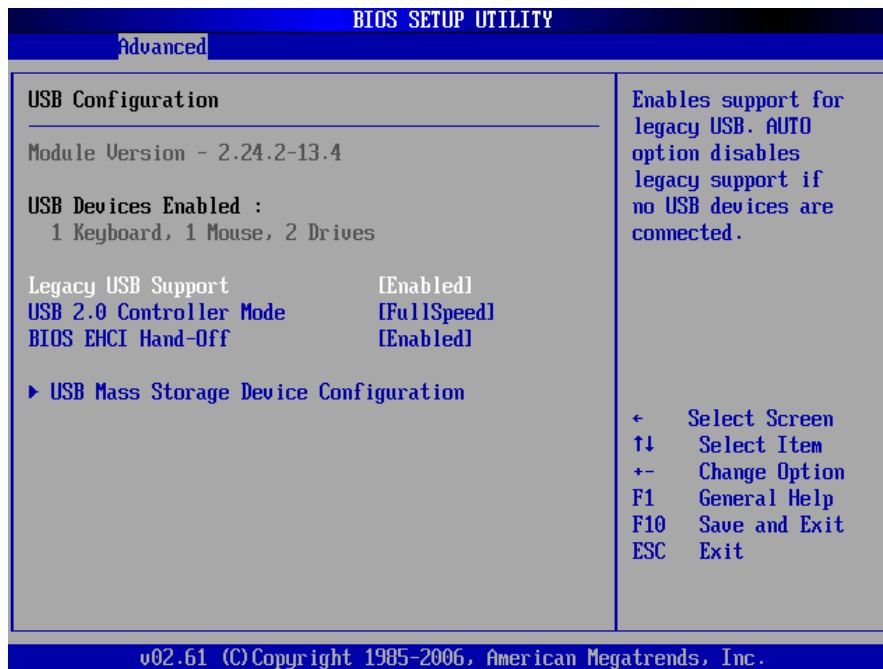 BIOS SETUP UTILITY
Advanced
USB Configuration
Module Version - 2.24.2-13.4
USB Devices Enabled :
1 Keyboard, 1 Mouse, 2 Drives
Legacy USB Support [Enabled]
USB 2.0 Controller Mode [FullSpeed]
BIOS EHCI Hand-Off [Enabled]
▶ USB Mass Storage Device Configuration
Enables support for
legacy USB. AUTO
option disables
legacy support if
no USB devices are
connected.
← Select Screen
↑↓ Select Item
+- Change Option
F1 General Help
F10 Save and Exit
ESC Exit
v02.61 (C)Copyright 1985-2006, American Megatrends, Inc.